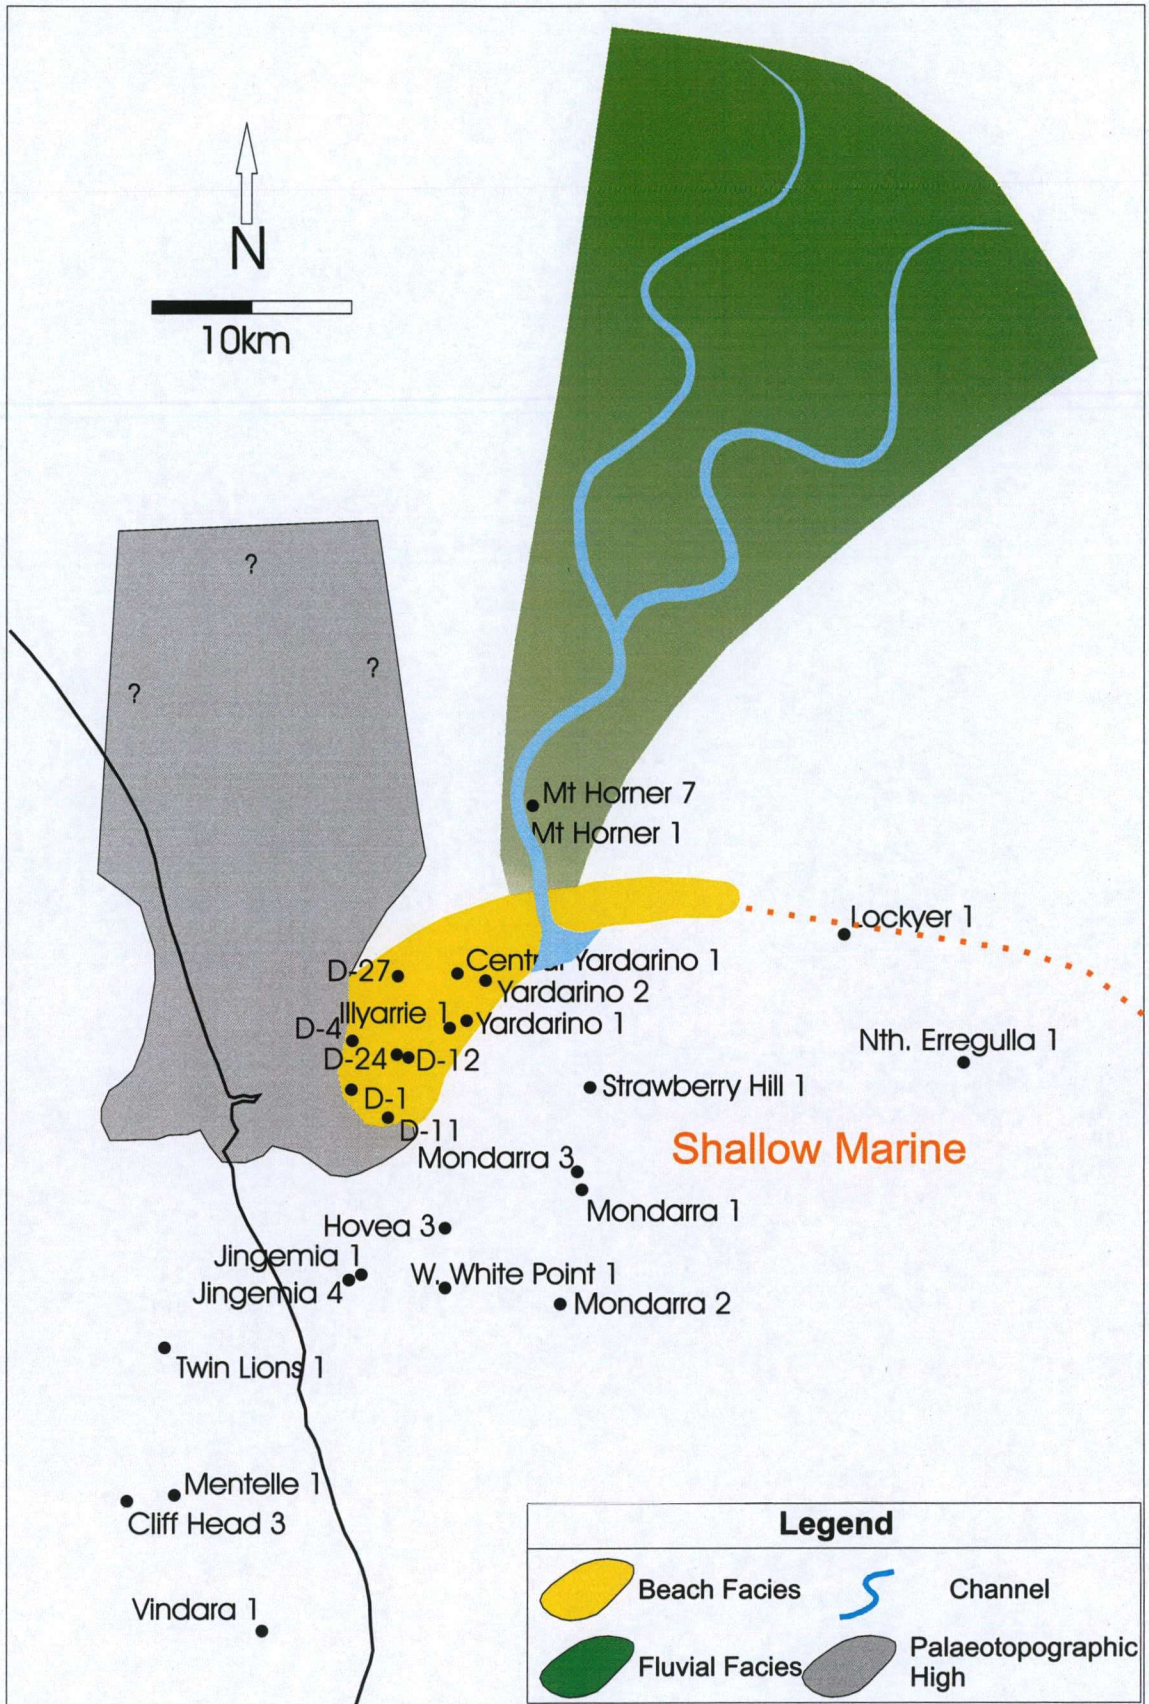 N
10km
?
?
?
Mt Horner 7
Mt Horner 1
Lockyer 1
Central Yardarino 1
D-27
Yardarino 2
Illyarrie 1
Yardarino 1
D-4
Nth. Erregulla 1
D-24
D-12
Strawberry Hill 1
D-1
D-11
Shallow Marine
Mondarra 3
Mondarra 1
Hovea 3
Jingemia 1
W. White Point 1
Jingemia 4
Mondarra 2
Twin Lions 1
Mentelle 1
Cliff Head 3
Vindara 1
Legend
Beach Facies
Channel
Fluvial Facies
Palaeotopographic
High